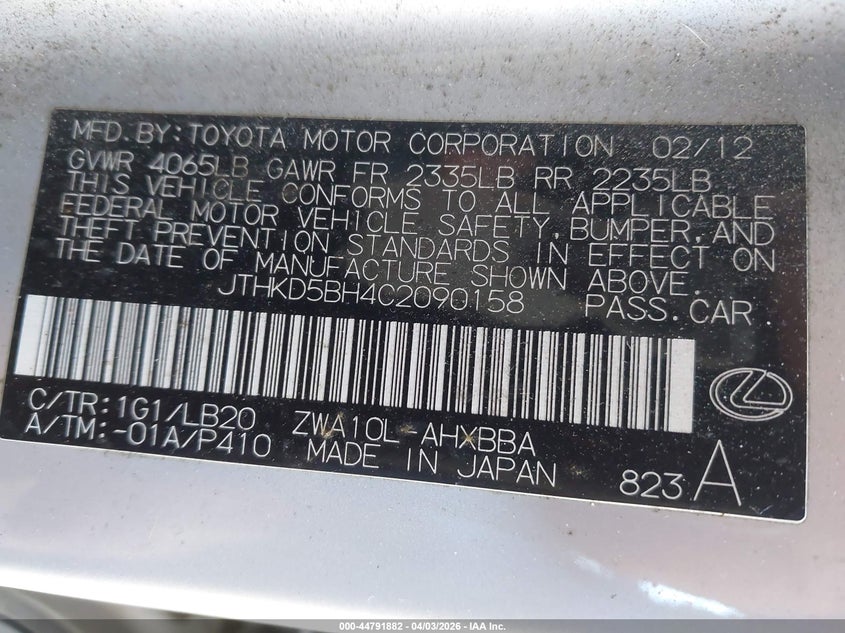 MFD. BY: TOYOTA MOTOR CORPORATION 02/12
GVWR 4065LB GAWR FR 2335LB RR 2235LB
THIS VEHICLE CONFORMS TO ALL APPLICABLE
FEDERAL MOTOR VEHICLE SAFETY, BUMPER, AND
THEFT PREVENTION STANDARDS IN EFFECT ON
THE DATE OF MANUFACTURE SHOWN ABOVE.
JTHKD5BH4C2090158 PASS. CAR
C/TR: 1G1/LB20 ZWA10L-AHXBBA
A/TM: -01A/P410 MADE IN JAPAN
823 A
000-44791882 - 04/03/2026 - IAA Inc.